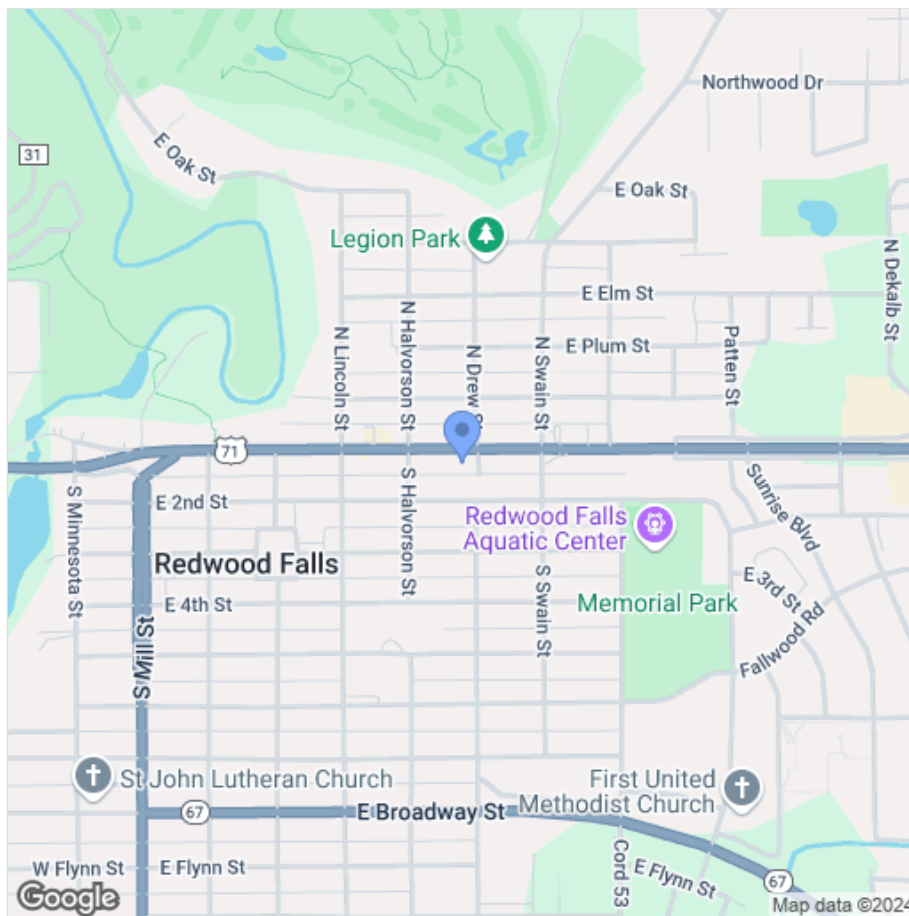 Northwood Dr
31
E Oak St
E Oak St
Legion Park
N Dekalb St
E Elm St
N Lincoln St
N Halvorson St
N Drew
N Swain St
E Plum St
Patten St
71
S Minnesota St
E 2nd St
S Halvorson St
Redwood Falls
Aquatic Center
Sunrise Blvd
Redwood Falls
S Swain St
E 3rd St
E 4th St
Memorial Park
Fallwood Rd
S Mill St
St John Lutheran Church
First United
Methodist Church
67
E Broadway St
W Flynn St
E Flynn St
Cord 53
E Flynn St
67
Google
Map data ©2024